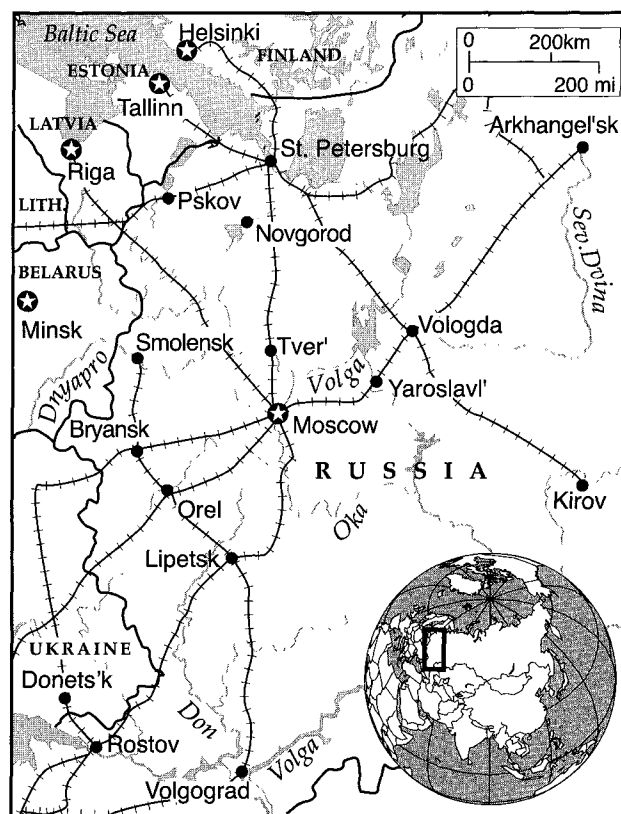 Baltic Sea
Helsinki
FINLAND
0 200km
0 200 mi
ESTONIA
Tallinn
Arkhangel'sk
LATVIA
Riga
St. Petersburg
LITH.
Pskov
Novgorod
Sev.Dvina
BELARUS
Minsk
Smolensk
Tver'
Vologda
Dnyapro
Volga
Yaroslavl'
Bryansk
Moscow
RUSSIA
Orel
Oka
Kirov
Lipetsk
UKRAINE
Donets'k
Don
Rostov
Volga
Volgograd